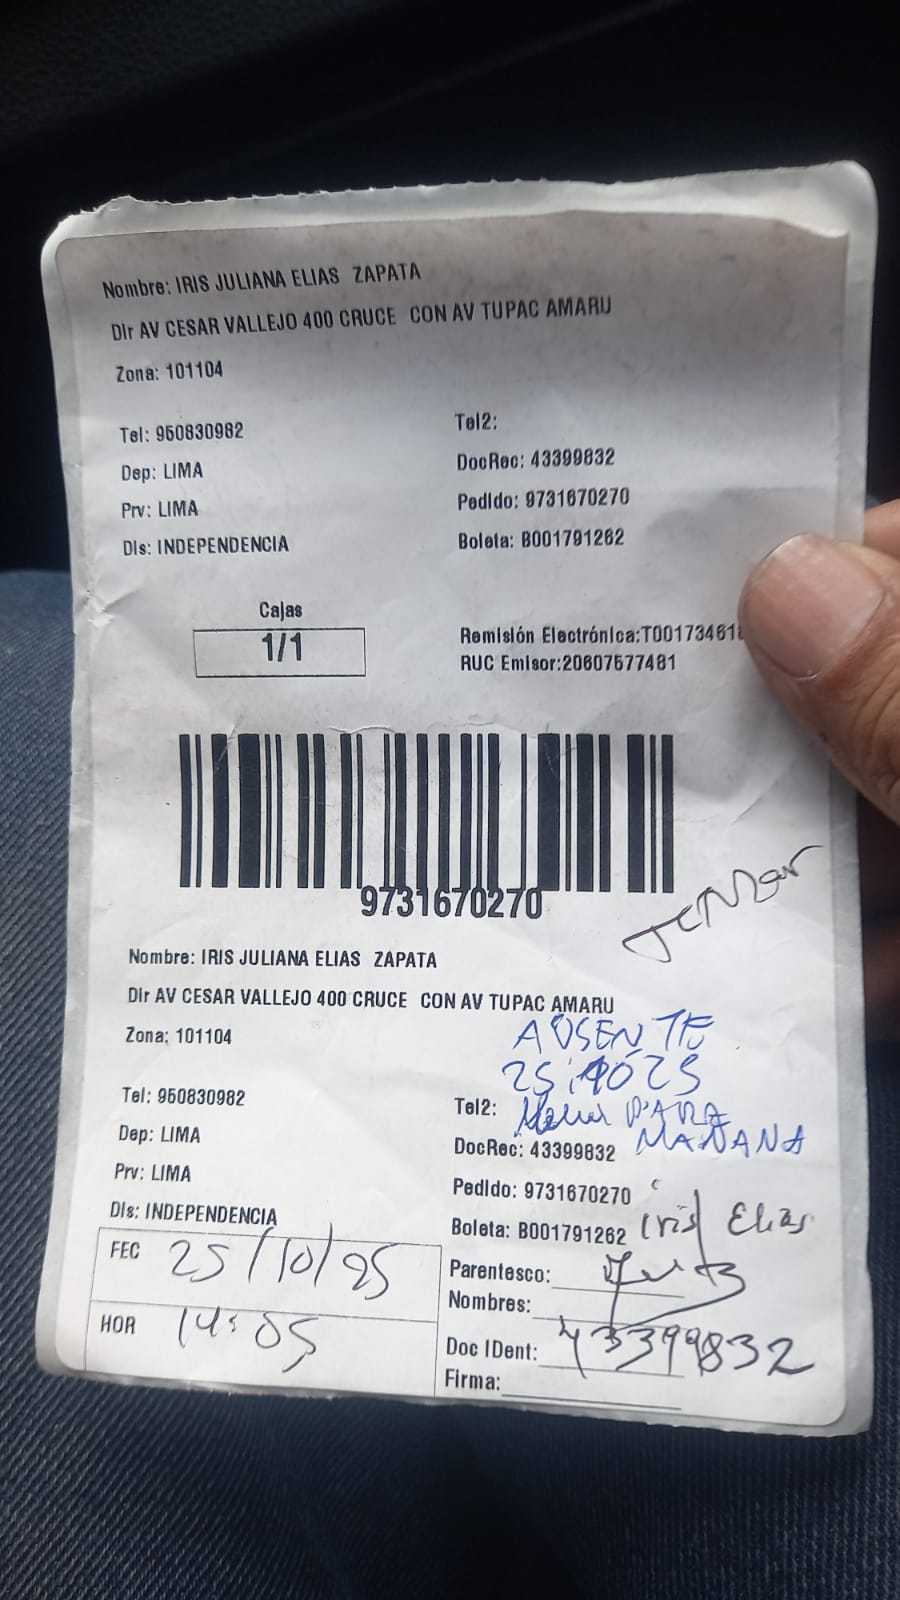 Nombre: IRIS JULIANA ELIAS ZAPATA
Dir AV CESAR VALLEJO 400 CRUCE CON AV TUPAC AMARU
Zona: 101104
Tel: 950830982
Tel2:
Dep: LIMA
DocRec: 43399832
Prv: LIMA
Pedido: 9731670270
Dis: INDEPENDENCIA
Boleta: B001791262
Cajas
1/1
Remisión Electrónica:T00173461
RUC Emisor:20607577481
9731670270
Nombre: IRIS JULIANA ELIAS ZAPATA
Dir AV CESAR VALLEJO 400 CRUCE CON AV TUPAC AMARU
Zona: 101104
AUSENTE
25
Tel: 950830982
Tel2:
PARA
MAÑANA
Dep: LIMA
DocRec: 43399832
Prv: LIMA
Pedido: 9731670270
Dis: INDEPENDENCIA
Boleta: B001791262 Iris Elias
FEC 25/10/25
Parentesco:
Nombres:
HOR 14:05
Doc IDent: 43399832
Firma: